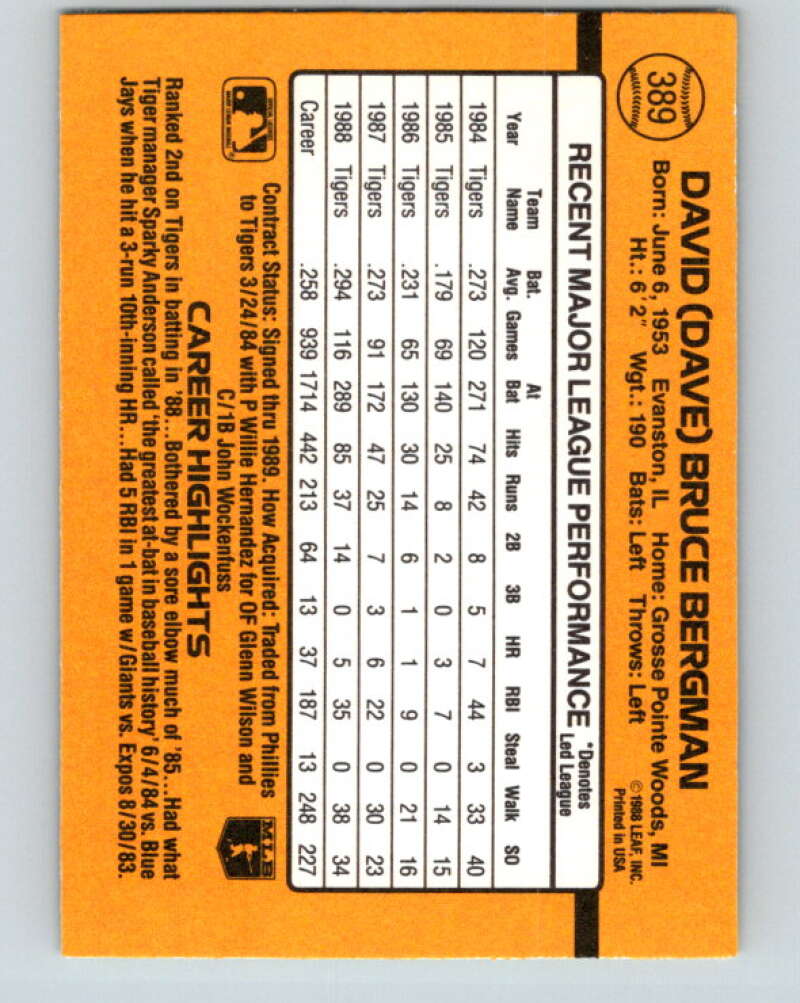 389
DAVID (DAVE) BRUCE BERGMAN
Born: June 6, 1953 Evanston, IL Home: Grosse Pointe Woods, MI
Ht.: 6' 2" Wgt.: 190 Bats: Left Throws: Left
©1988 LEAF, INC.
Printed in USA
RECENT MAJOR LEAGUE PERFORMANCE *Denotes Led League
Year Team Name Bat. Avg. Games At Bat Hits Runs 2B 3B HR RBI Steal Walk SO
1984 Tigers .273 120 271 74 42 8 5 7 44 3 33 40
1985 Tigers .179 69 140 25 8 2 0 3 7 0 14 15
1986 Tigers .231 65 130 30 14 6 1 1 9 0 21 16
1987 Tigers .273 91 172 47 25 7 3 6 22 0 30 23
1988 Tigers .294 116 289 85 37 14 0 5 35 0 38 34
Career .258 939 1714 442 213 64 13 37 187 13 248 227
Contract Status: Signed thru 1989. How Acquired: Traded from Phillies
to Tigers 3/24/84 with P Willie Hernandez for OF Glenn Wilson and
C/1B John Wockenfuss
MLB
CAREER HIGHLIGHTS
Ranked 2nd on Tigers in batting in '88...Bothered by a sore elbow much of '85...Had what
Tiger manager Sparky Anderson called 'the greatest at-bat in baseball history' 6/4/84 vs. Blue
Jays when he hit a 3-run 10th-inning HR...Had 5 RBI in 1 game w/Giants vs. Expos 8/30/83.